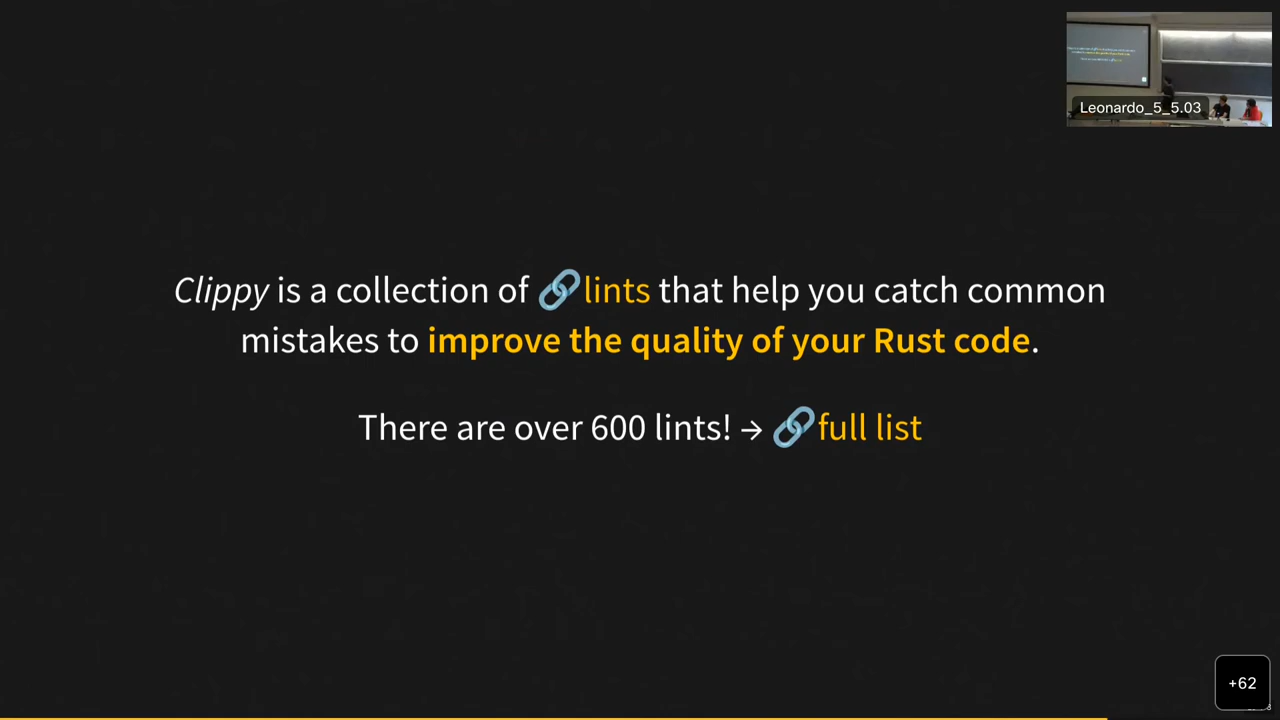 Leonardo_5_5.03
Clippy is a collection of 🔗lints that help you catch common
mistakes to improve the quality of your Rust code.
There are over 600 lints! → 🔗full list
+62